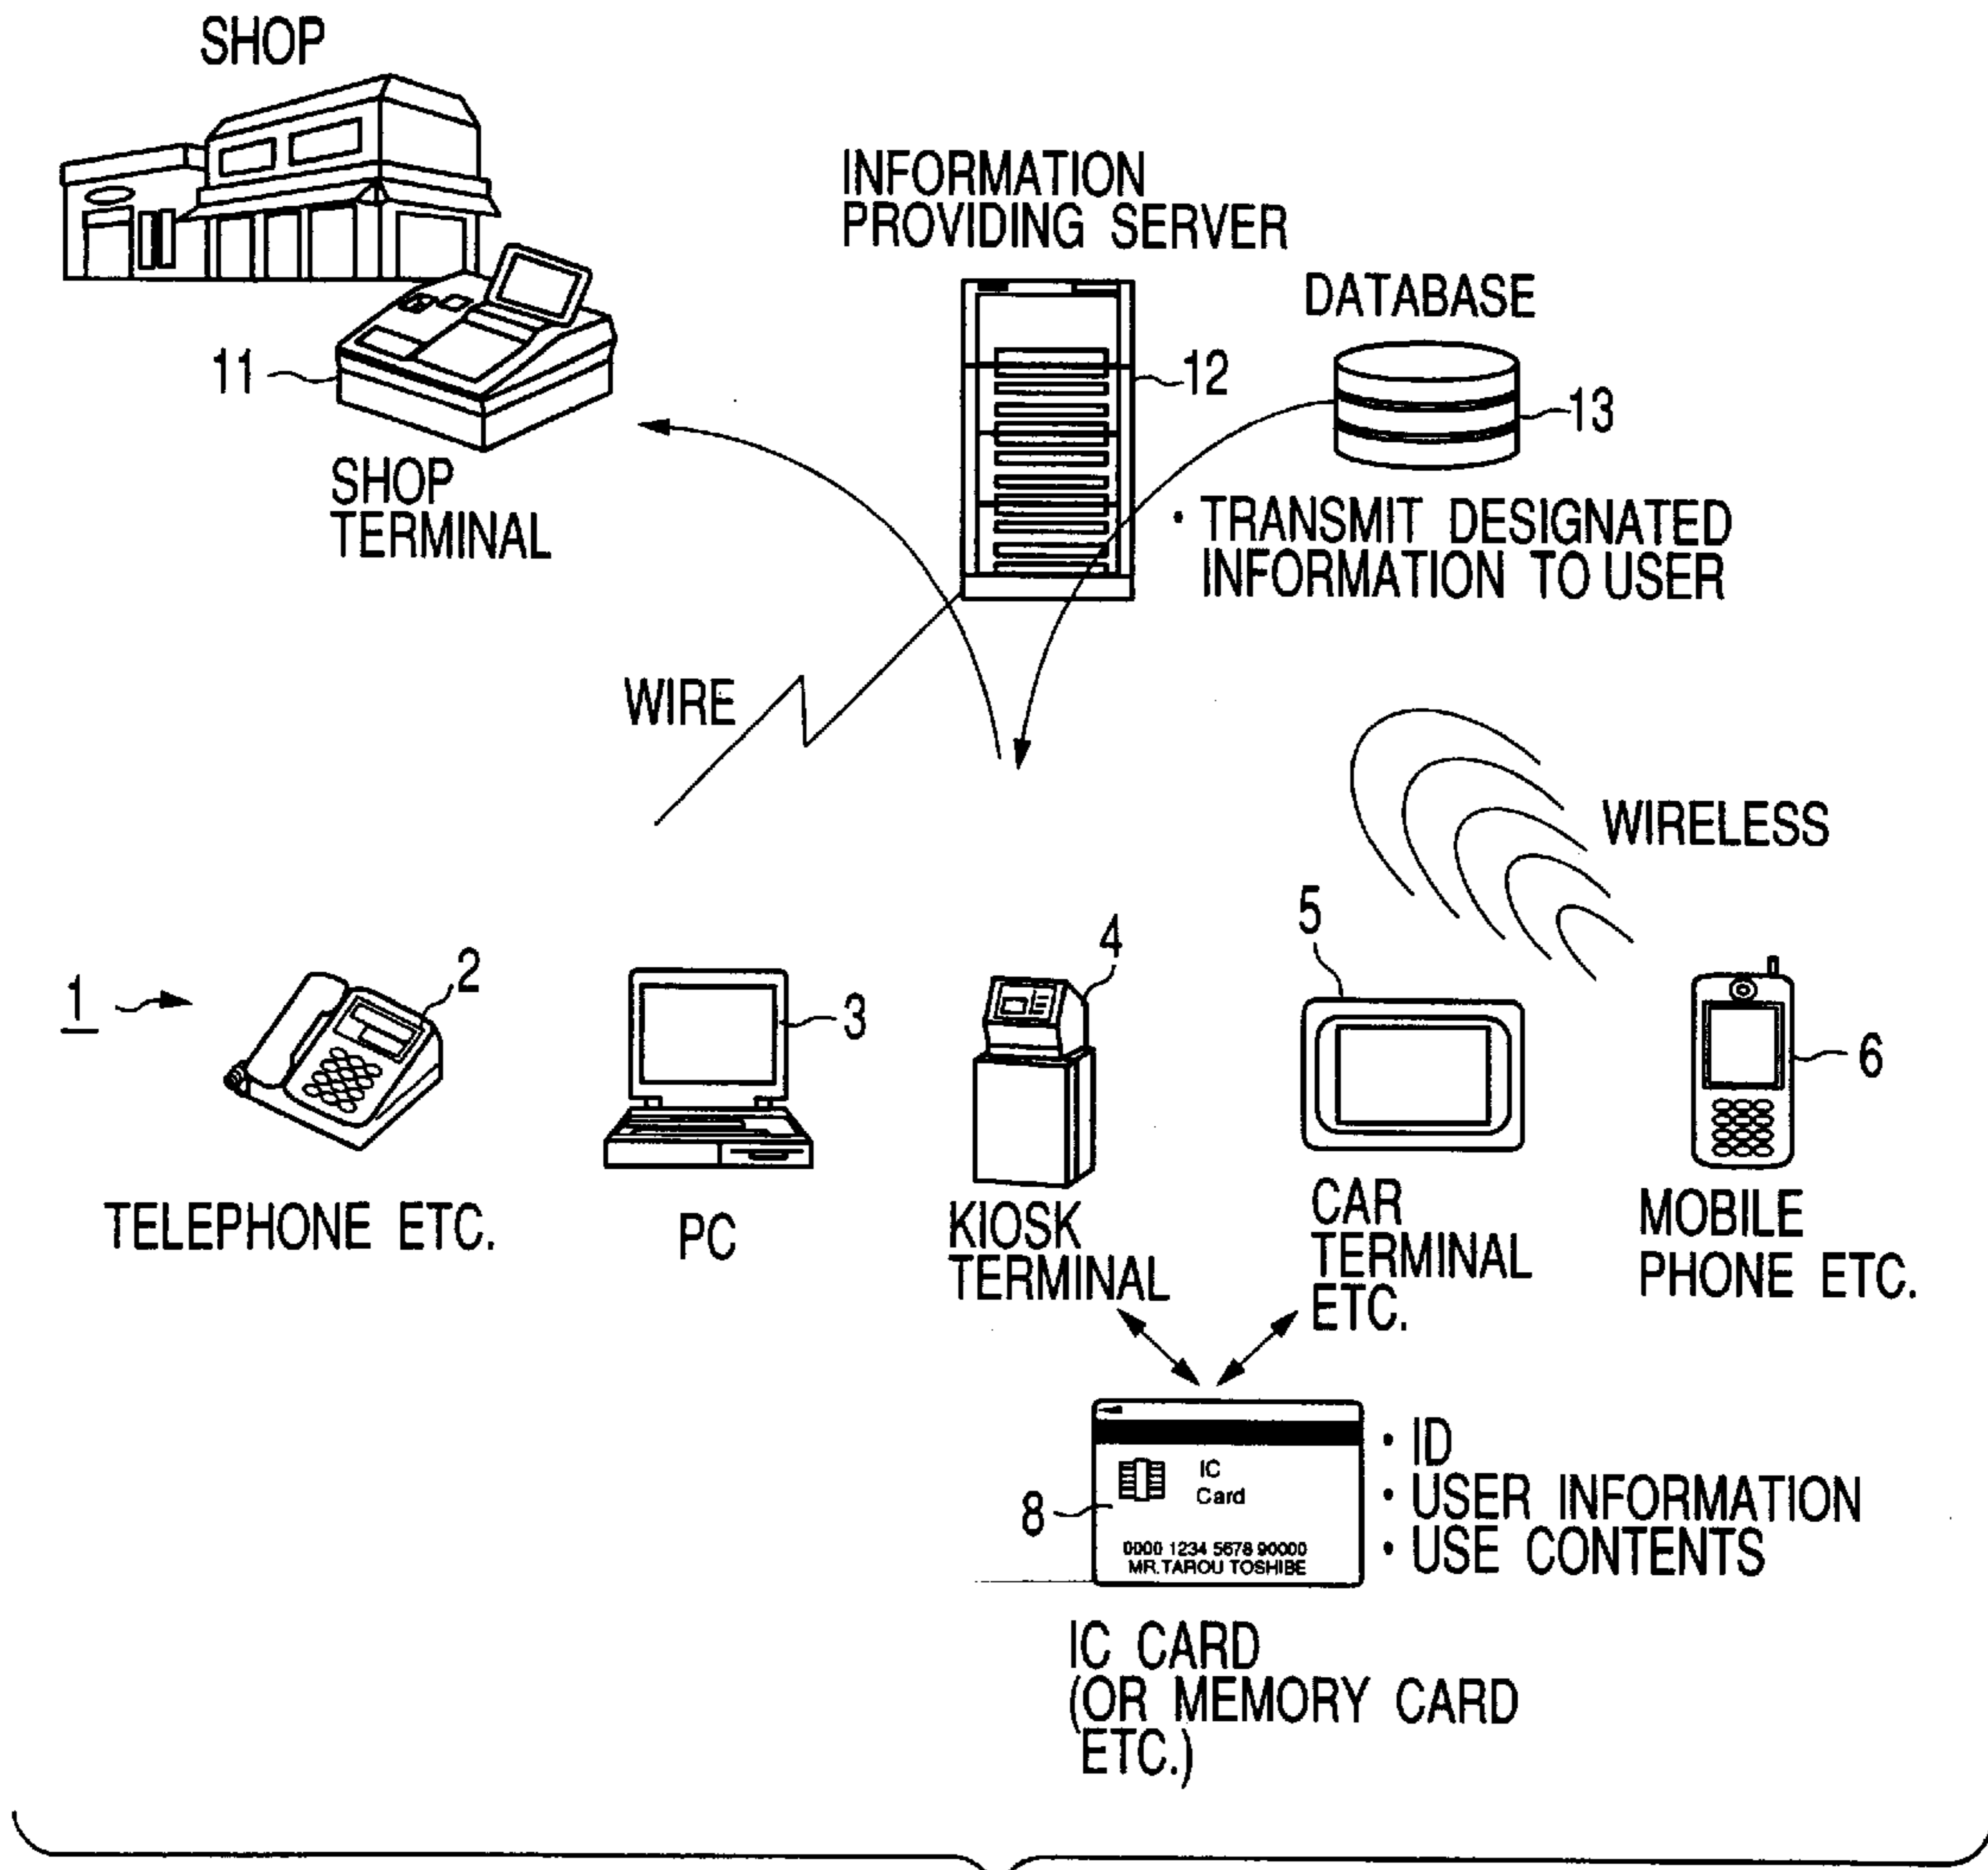 SHOP
INFORMATION
PROVIDING SERVER
DATABASE
11
12
13
SHOP
TERMINAL
• TRANSMIT DESIGNATED
INFORMATION TO USER
WIRE
WIRELESS
1
2
3
4
5
6
TELEPHONE ETC.
PC
KIOSK
TERMINAL
CAR
TERMINAL
ETC.
MOBILE
PHONE ETC.
8
IC
Card
0000 1234 5678 90000
MR.TAROU TOSHIBE
• ID
• USER INFORMATION
• USE CONTENTS
IC CARD
(OR MEMORY CARD
ETC.)